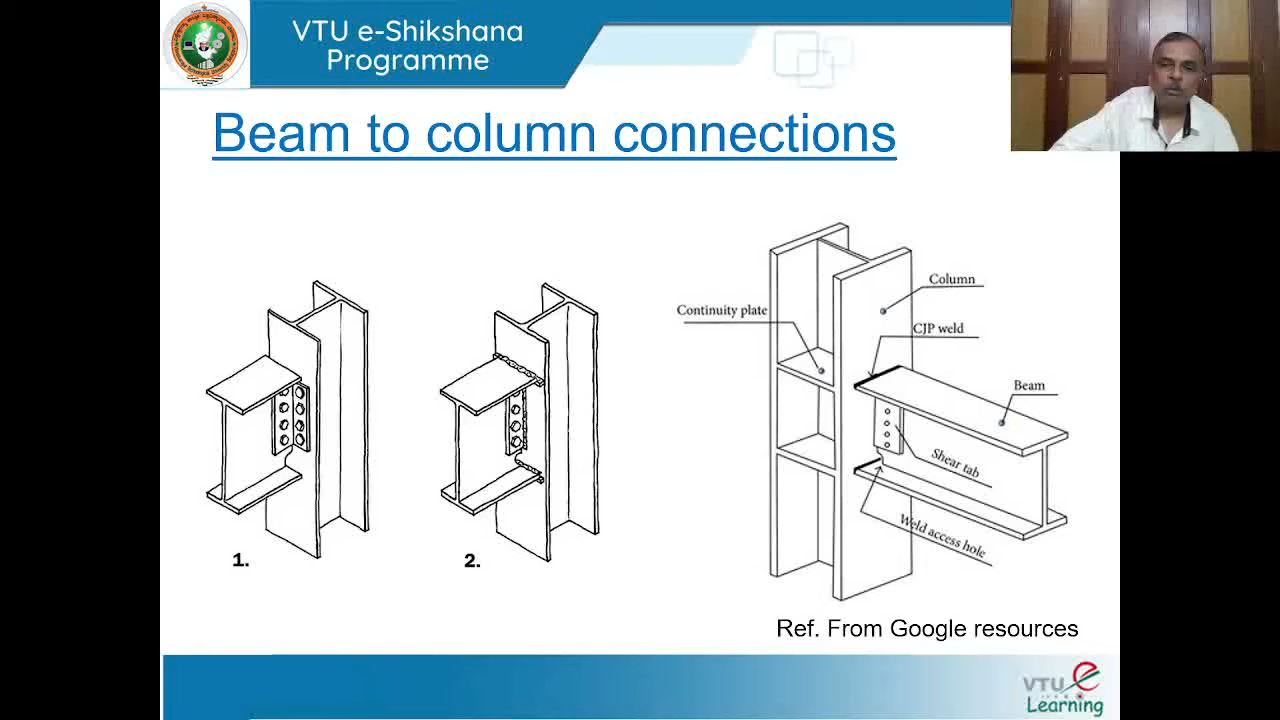 VTU e-Shikshana
Programme
Beam to column connections
Column
Continuity plate
CJP weld
Beam
Shear tab
Weld access hole
1.
2.
Ref. From Google resources
VTU e
Learning